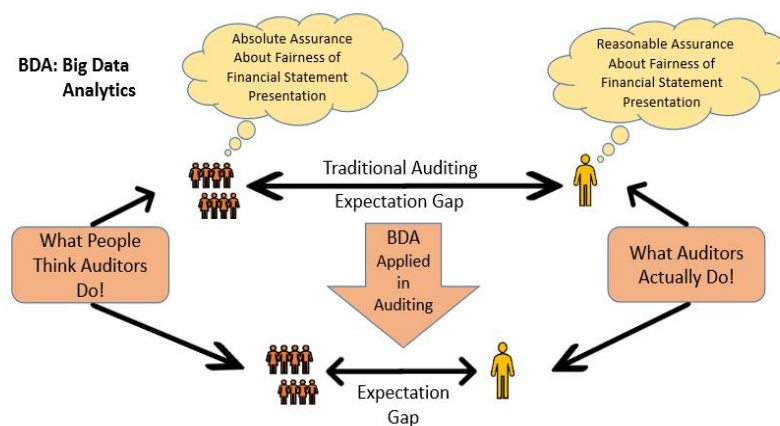 BDA: Big Data
Analytics
Absolute Assurance
About Fairness of
Financial Statement
Presentation
Reasonable Assurance
About Fairness of
Financial Statement
Presentation
Traditional Auditing
Expectation Gap
What People
Think Auditors
Do!
BDA
Applied
in
Auditing
What Auditors
Actually Do!
Expectation
Gap